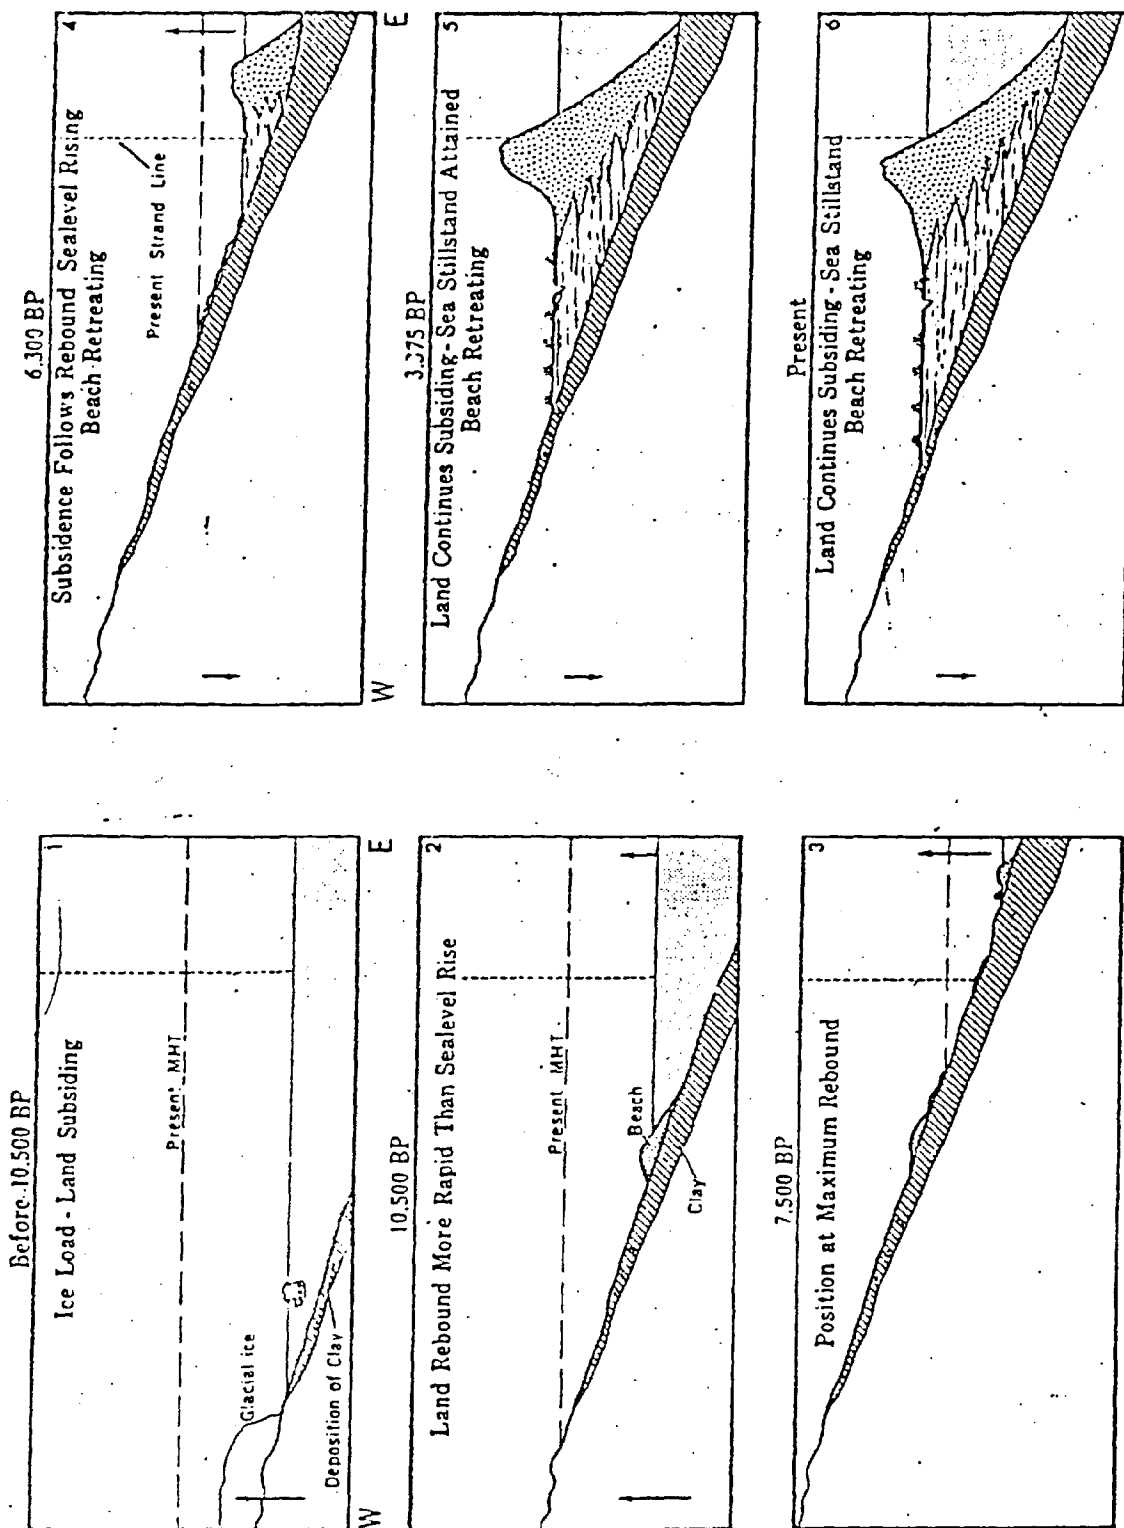 Before 10,500 BP
1
Ice Load - Land Subsiding
Present MHT
Glacial ice
Deposition of Clay
W
E
10,500 BP
2
Land Rebound More Rapid Than Sealevel Rise
Present MHT.
Beach
Clay
7,500 BP
3
Position at Maximum Rebound
6,300 BP
4
Subsidence Follows Rebound Sealevel Rising
Beach Retreating
Present Strand Line
W
E
3,375 BP
5
Land Continues Subsiding - Sea Stillstand Attained
Beach Retreating
Present
6
Land Continues Subsiding - Sea Stillstand
Beach Retreating